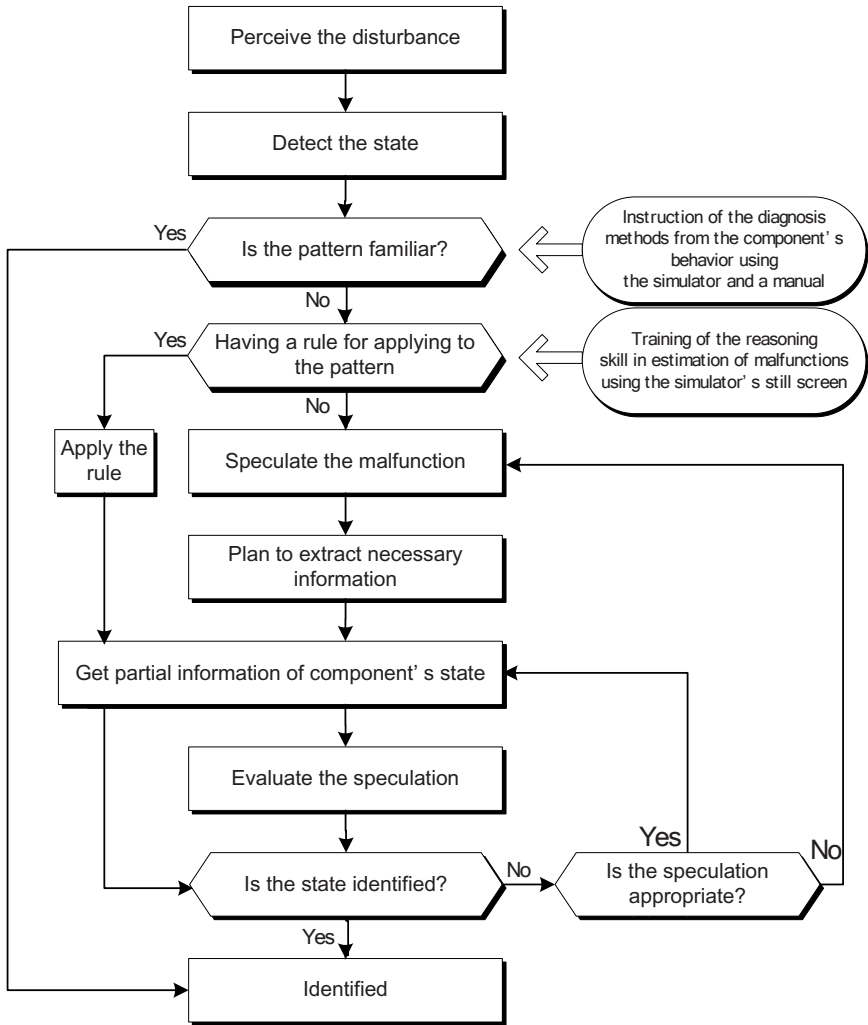 Perceive the disturbance
Detect the state
Yes
Is the pattern familiar?
Instruction of the diagnosis
methods from the component's
behavior using
the simulator and a manual
No
Yes
Having a rule for applying to
the pattern
Training of the reasoning
skill in estimation of malfunctions
using the simulator's still screen
No
Apply the
rule
Speculate the malfunction
Plan to extract necessary
information
Get partial information of component's state
Evaluate the speculation
Yes
No
Is the state identified?
No
Is the speculation
appropriate?
Yes
Identified